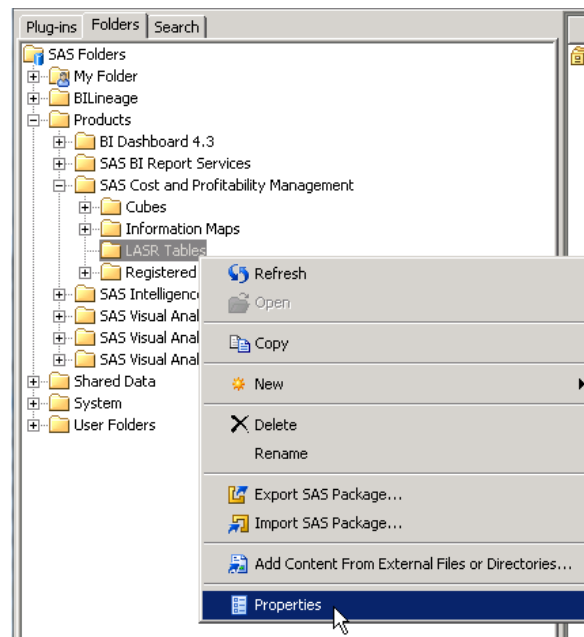 Plug-ins Folders Search
SAS Folders
My Folder
BILineage
Products
BI Dashboard 4.3
SAS BI Report Services
SAS Cost and Profitability Management
Cubes
Information Maps
LASR Tables
Registered
SAS Intelligenc
SAS Visual Anal
SAS Visual Anal
SAS Visual Anal
Shared Data
System
User Folders
Refresh
Open
Copy
New
Delete
Rename
Export SAS Package...
Import SAS Package...
Add Content From External Files or Directories...
Properties